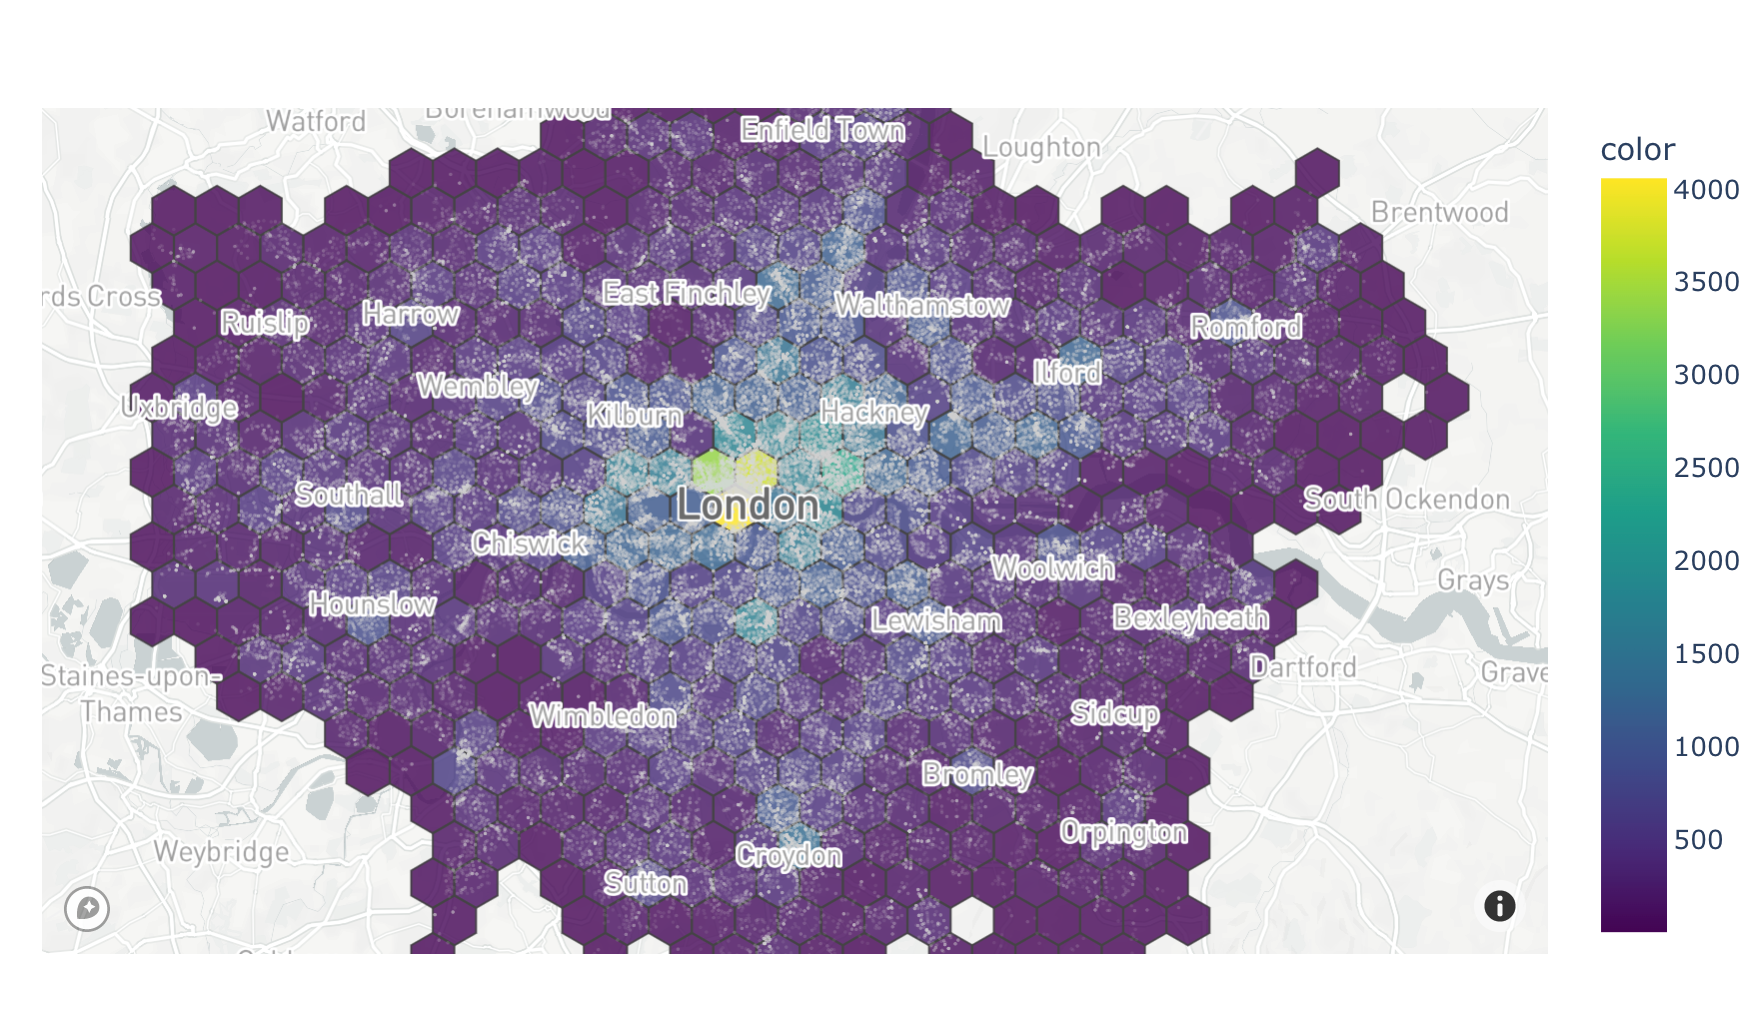 Borehamwood
Watford
Enfield Town
Loughton
Brentwood
rds Cross
East Finchley
Walthamstow
Harrow
Ruislip
Romford
Ilford
Wembley
Uxbridge
Kilburn
Hackney
Southall
London
South Ockendon
Chiswick
Woolwich
Grays
Hounslow
Lewisham
Bexleyheath
Staines-upon-
Thames
Dartford
Grave
Wimbledon
Sidcup
Bromley
Orpington
Weybridge
Croydon
Sutton
color
4000
3500
3000
2500
2000
1500
1000
500